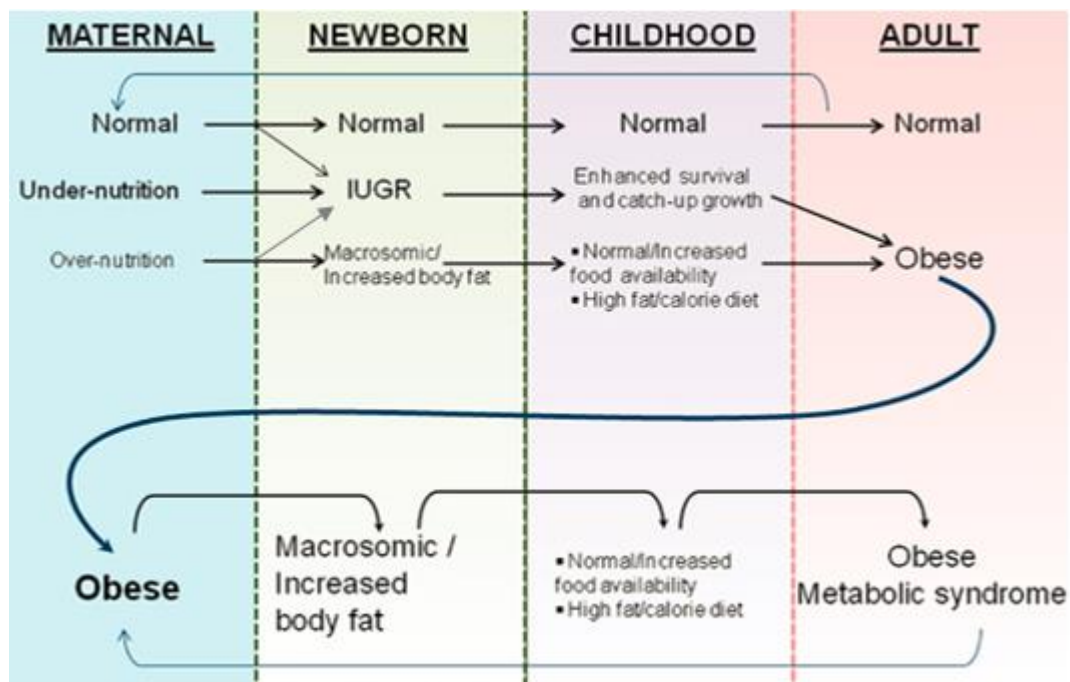 MATERNAL
NEWBORN
CHILDHOOD
ADULT
Normal
Normal
Normal
Normal
Under-nutrition
IUGR
Enhanced survival
and catch-up growth
Over-nutrition
Macrosomic/
Increased body fat
▪ Normal/Increased
food availability
▪ High fat/calorie diet
Obese
Obese
Macrosomic /
Increased
body fat
▪ Normal/Increased
food availability
▪ High fat/calorie diet
Obese
Metabolic syndrome